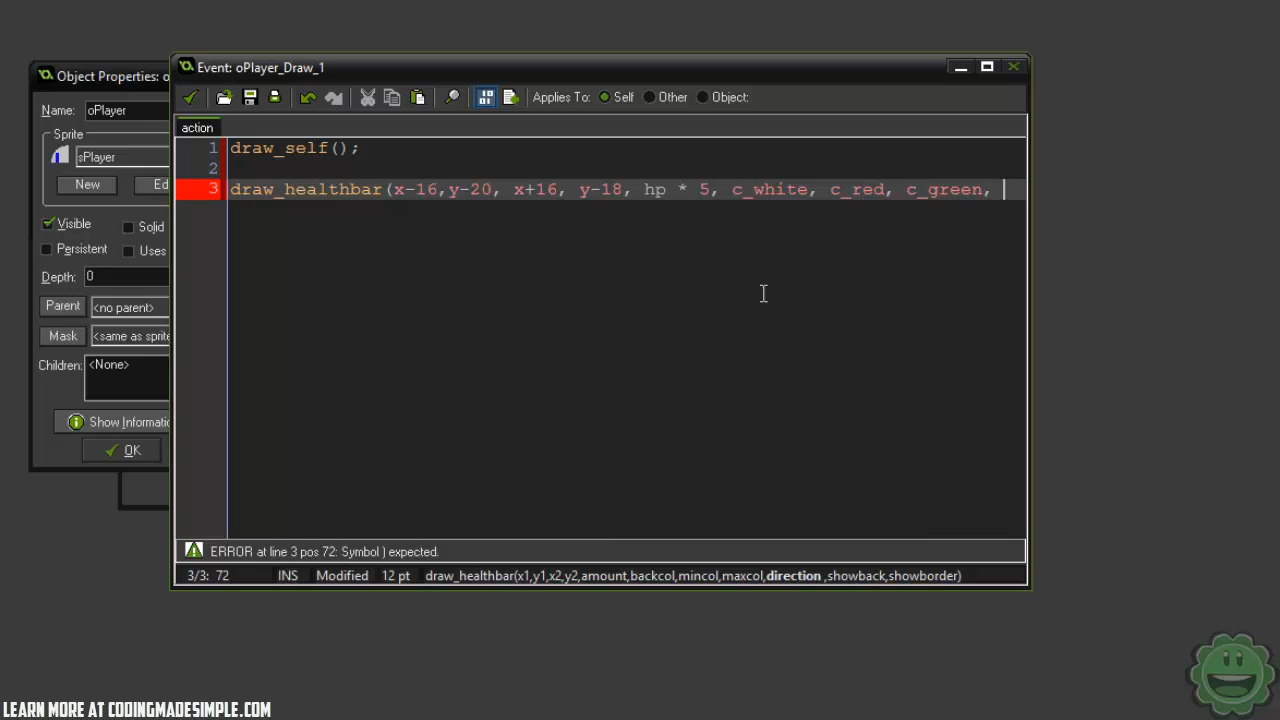 Object Properties: o
Name: oPlayer
Sprite
sPlayer
New Ed
Visible Solid
Persistent Uses
Depth: 0
Parent <no parent>
Mask <same as sprite
Children: <None>
Show Informatic
OK
Event: oPlayer_Draw_1
Applies To: Self Other Object:
action
1 draw_self();
2
3 draw_healthbar(x-16,y-20, x+16, y-18, hp * 5, c_white, c_red, c_green,
ERROR at line 3 pos 72: Symbol ) expected.
3/3: 72 INS Modified 12 pt draw_healthbar(x1,y1,x2,y2,amount,backcol,mincol,maxcol,direction ,showback,showborder)
LEARN MORE AT CODINGMADESIMPLE.COM